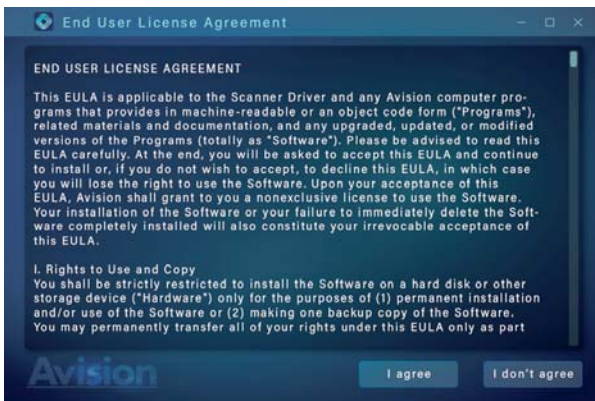 End User License Agreement
END USER LICENSE AGREEMENT
This EULA is applicable to the Scanner Driver and any Avision computer pro-
grams that provides in machine-readable or an object code form ("Programs"),
related materials and documentation, and any upgraded, updated, or modified
versions of the Programs (totally as "Software"). Please be advised to read this
EULA carefully. At the end, you will be asked to accept this EULA and continue
to install or, if you do not wish to accept, to decline this EULA, in which case
you will lose the right to use the Software. Upon your acceptance of this
EULA, Avision shall grant to you a nonexclusive license to use the Software.
Your installation of the Software or your failure to immediately delete the Soft-
ware completely installed will also constitute your irrevocable acceptance of
this EULA.
I. Rights to Use and Copy
You shall be strictly restricted to install the Software on a hard disk or other
storage device ("Hardware") only for the purposes of (1) permanent installation
and/or use of the Software or (2) making one backup copy of the Software.
You may permanently transfer all of your rights under this EULA only as part
Avision
I agree
I don't agree